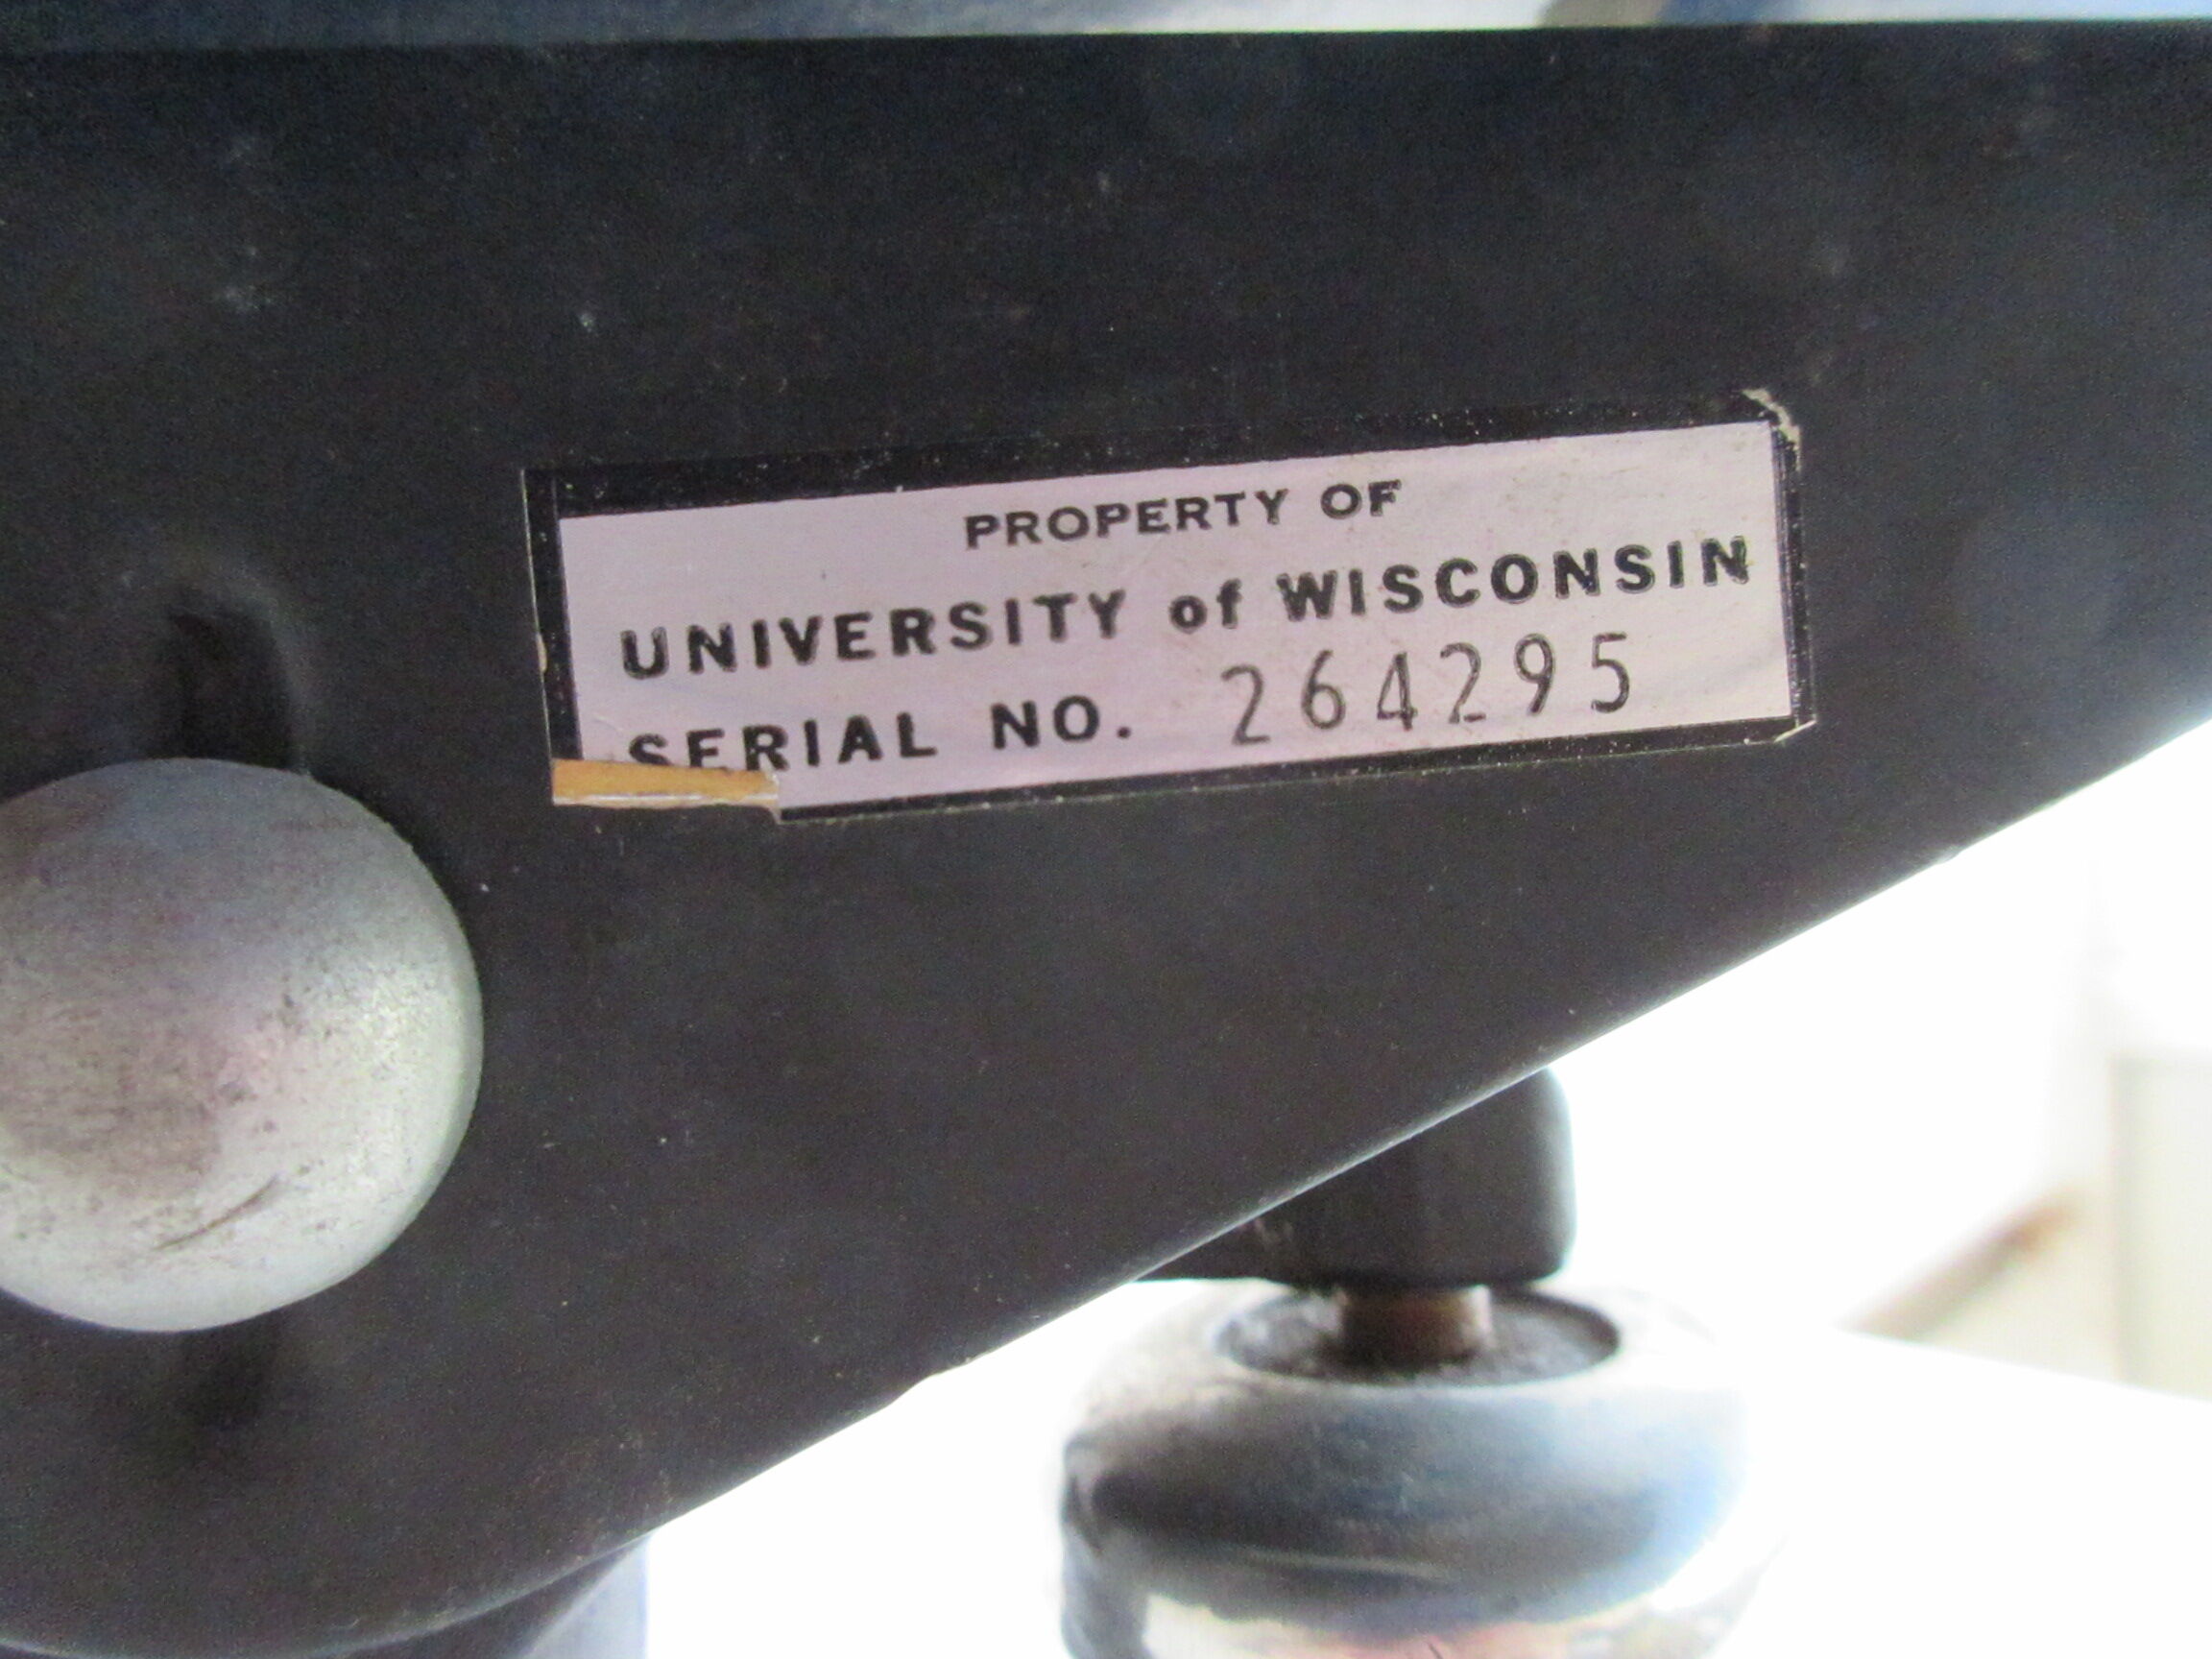 PROPERTY OF
UNIVERSITY of WISCONSIN
SERIAL NO. 264295